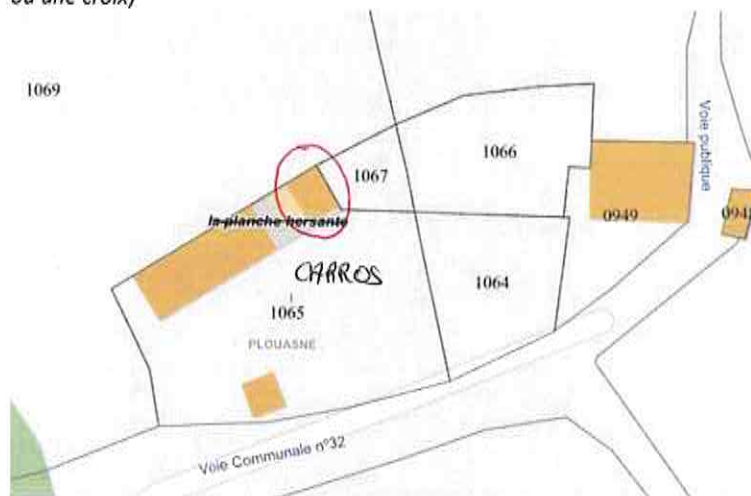 ou une croix)
1069
Voie publique
1066
1067
la planche hersante
0949
CARROS
1064
1065
PLOUASNE
Voie Communale n°32